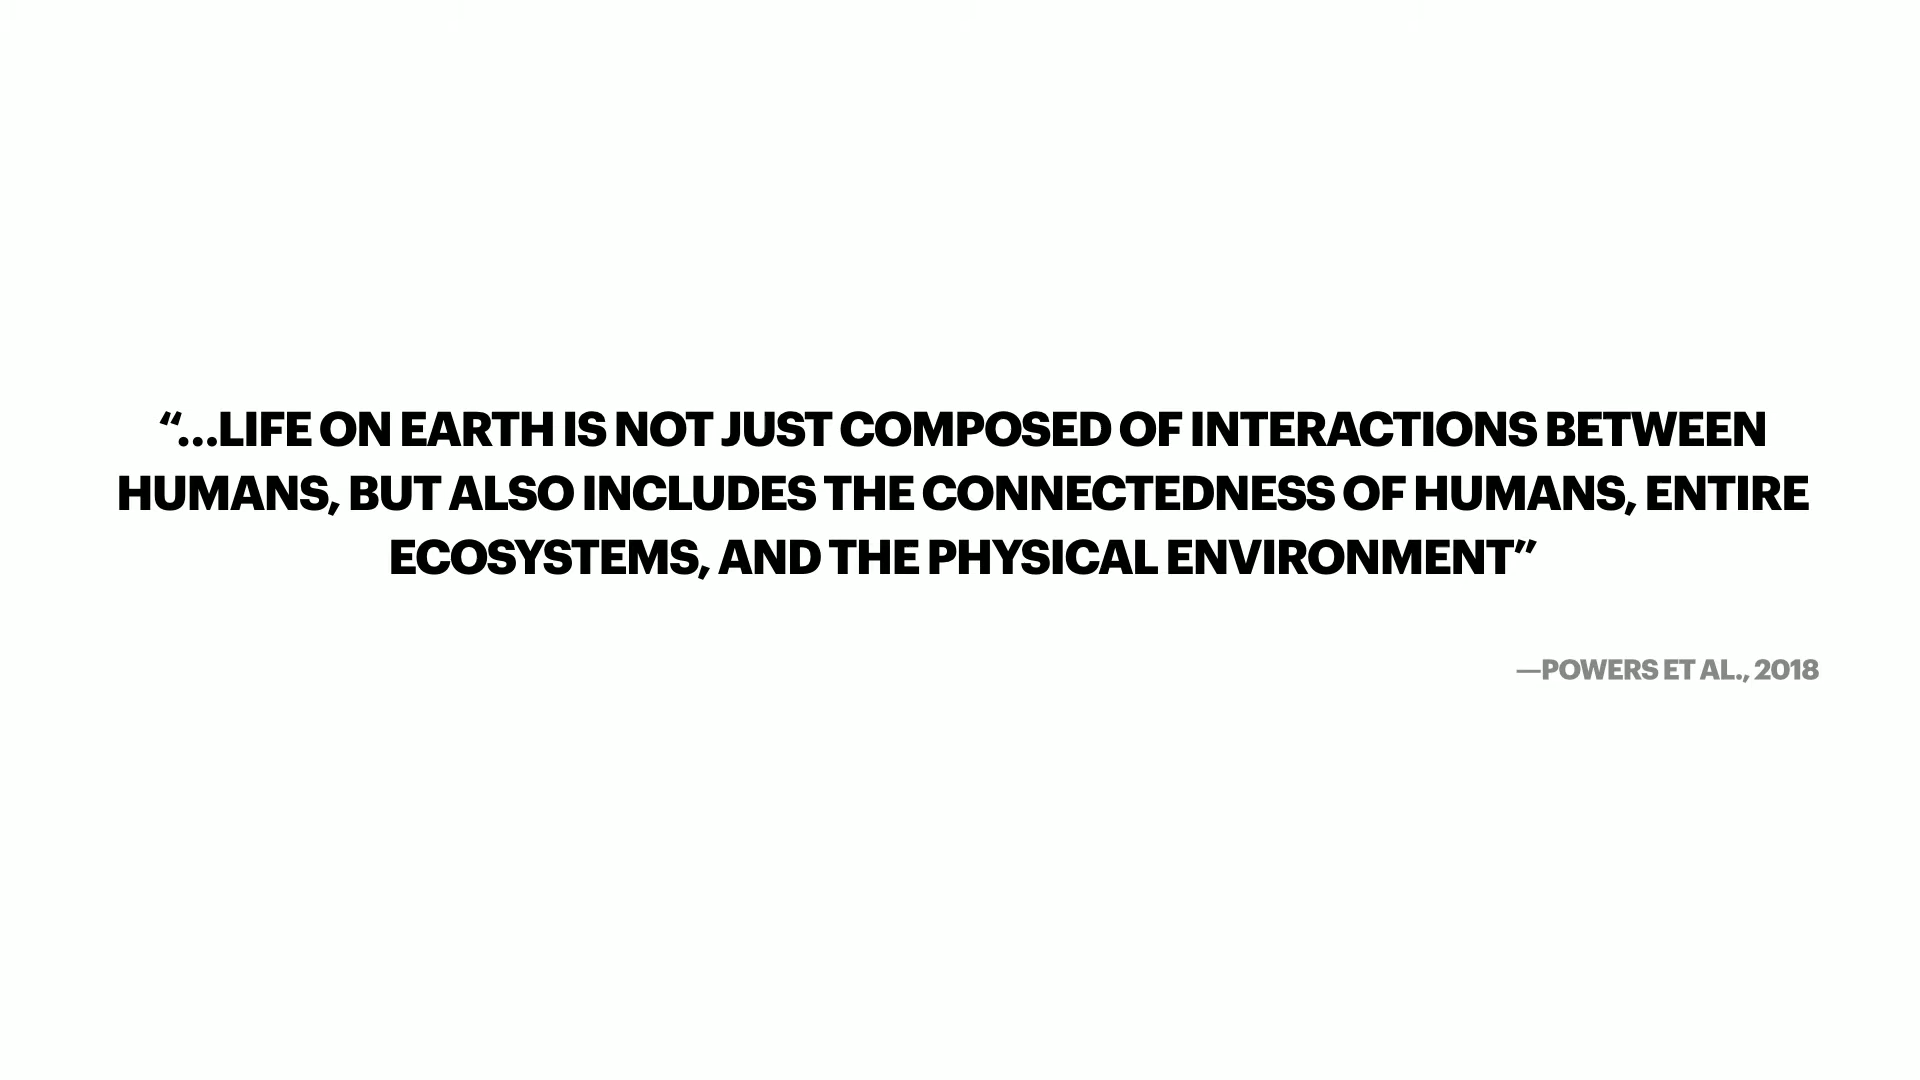 “…LIFE ON EARTH IS NOT JUST COMPOSED OF INTERACTIONS BETWEEN
HUMANS, BUT ALSO INCLUDES THE CONNECTEDNESS OF HUMANS, ENTIRE
ECOSYSTEMS, AND THE PHYSICAL ENVIRONMENT”
—POWERS ET AL., 2018